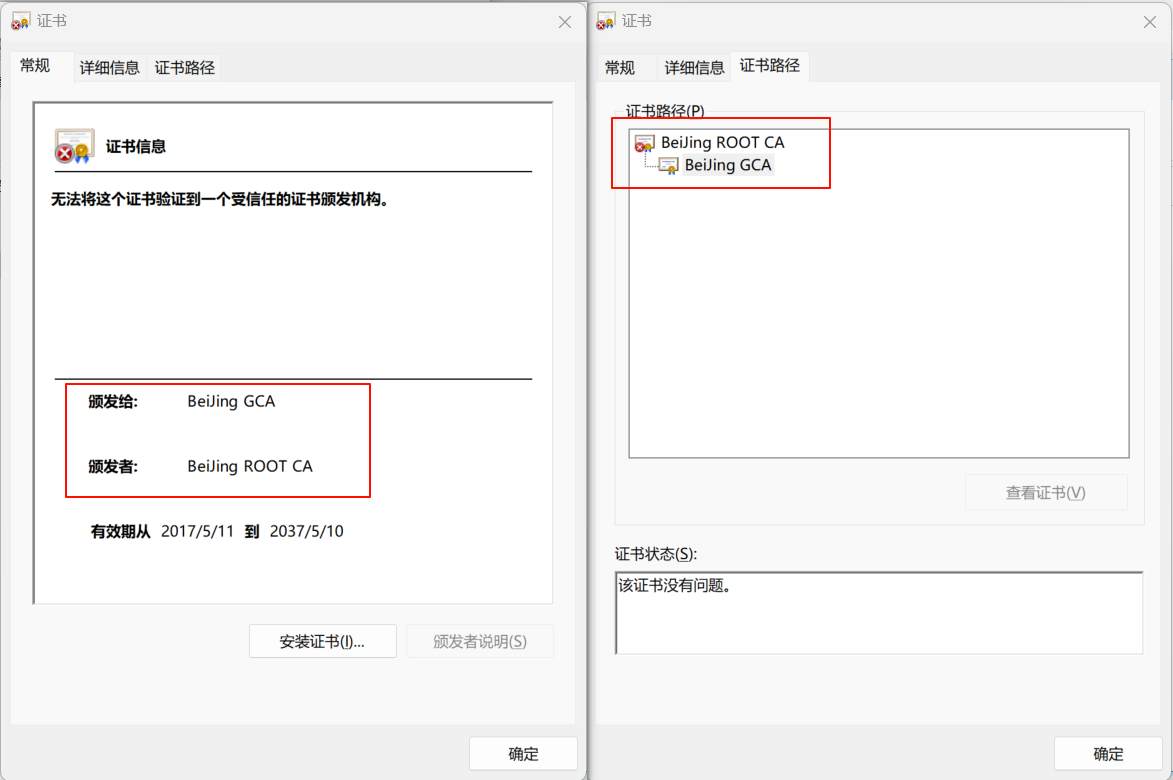 证书
常规 详细信息 证书路径
证书信息
无法将这个证书验证到一个受信任的证书颁发机构。
颁发给: BeiJing GCA
颁发者: BeiJing ROOT CA
有效期从 2017/5/11 到 2037/5/10
安装证书(I)... 颁发者说明(S)
确定
证书
常规 详细信息 证书路径
证书路径(P)
BeiJing ROOT CA
BeiJing GCA
查看证书(V)
证书状态(S):
该证书没有问题。
确定